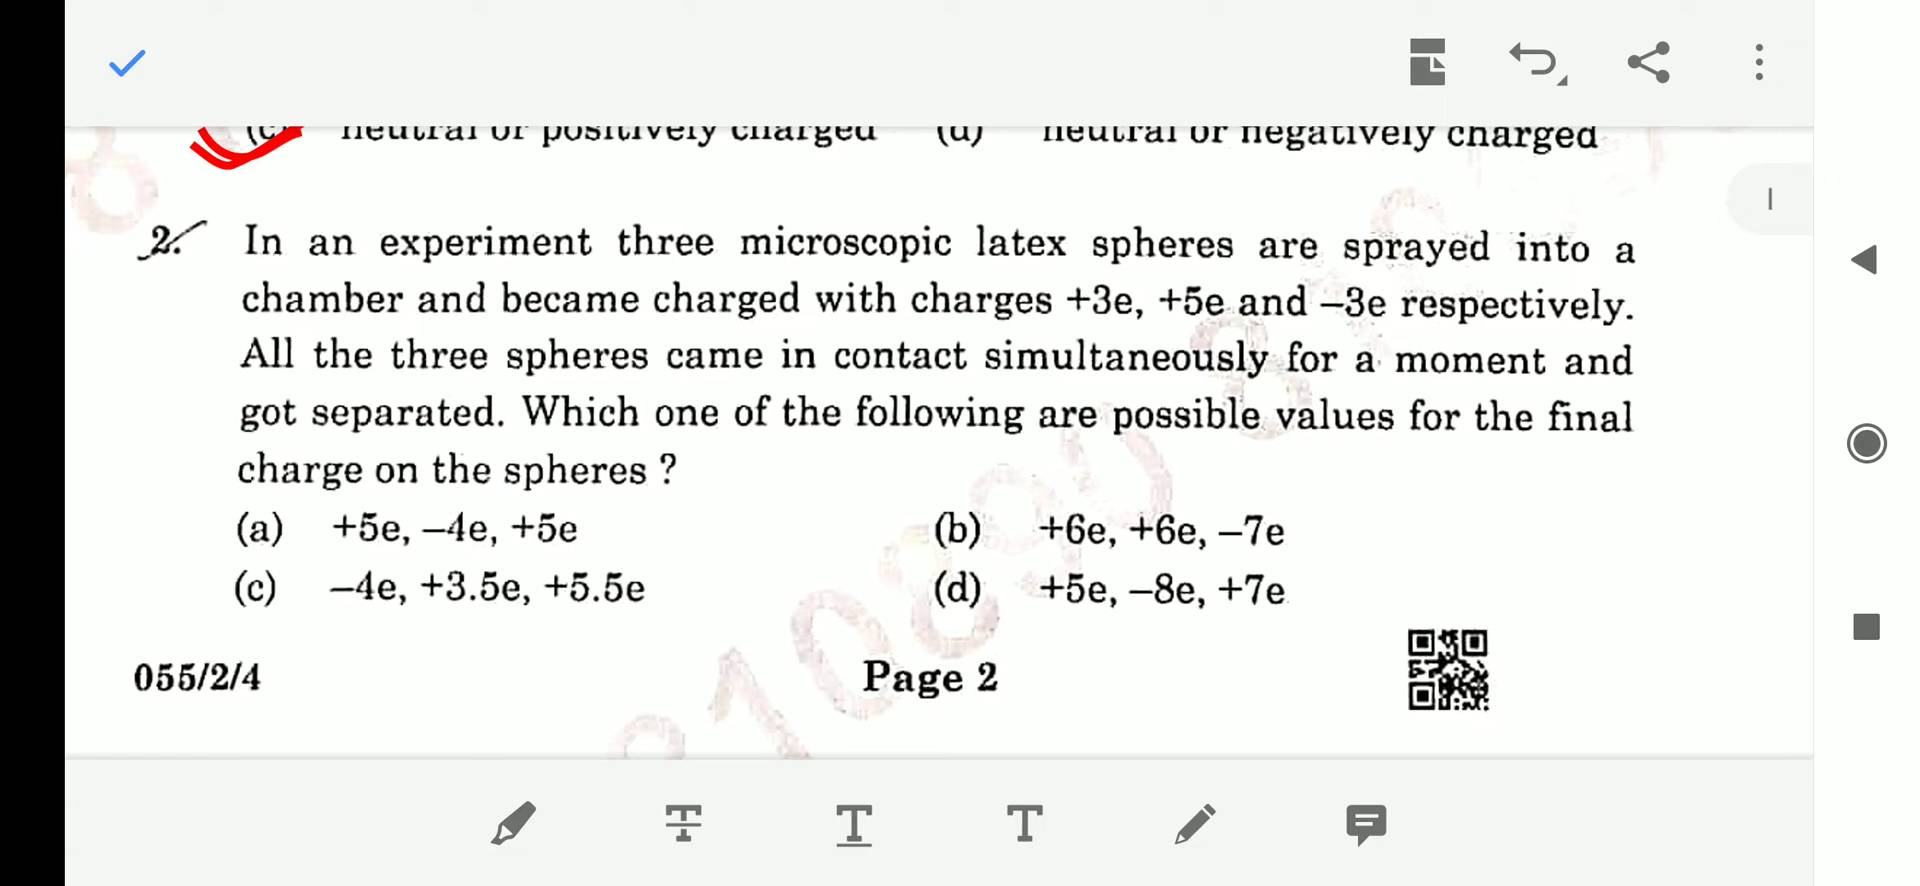 (c) neutral or positively charged (d) neutral or negatively charged
2. In an experiment three microscopic latex spheres are sprayed into a
chamber and became charged with charges +3e, +5e and –3e respectively.
All the three spheres came in contact simultaneously for a moment and
got separated. Which one of the following are possible values for the final
charge on the spheres ?
(a) +5e, –4e, +5e (b) +6e, +6e, –7e
(c) –4e, +3.5e, +5.5e (d) +5e, –8e, +7e
055/2/4 Page 2